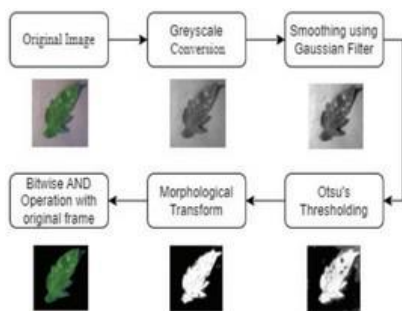 Original Image
Greyscale
Conversion
Smoothing using
Gaussian Filter
Bitwise AND
Operation with
original frame
Morphological
Transform
Otsu's
Thresholding